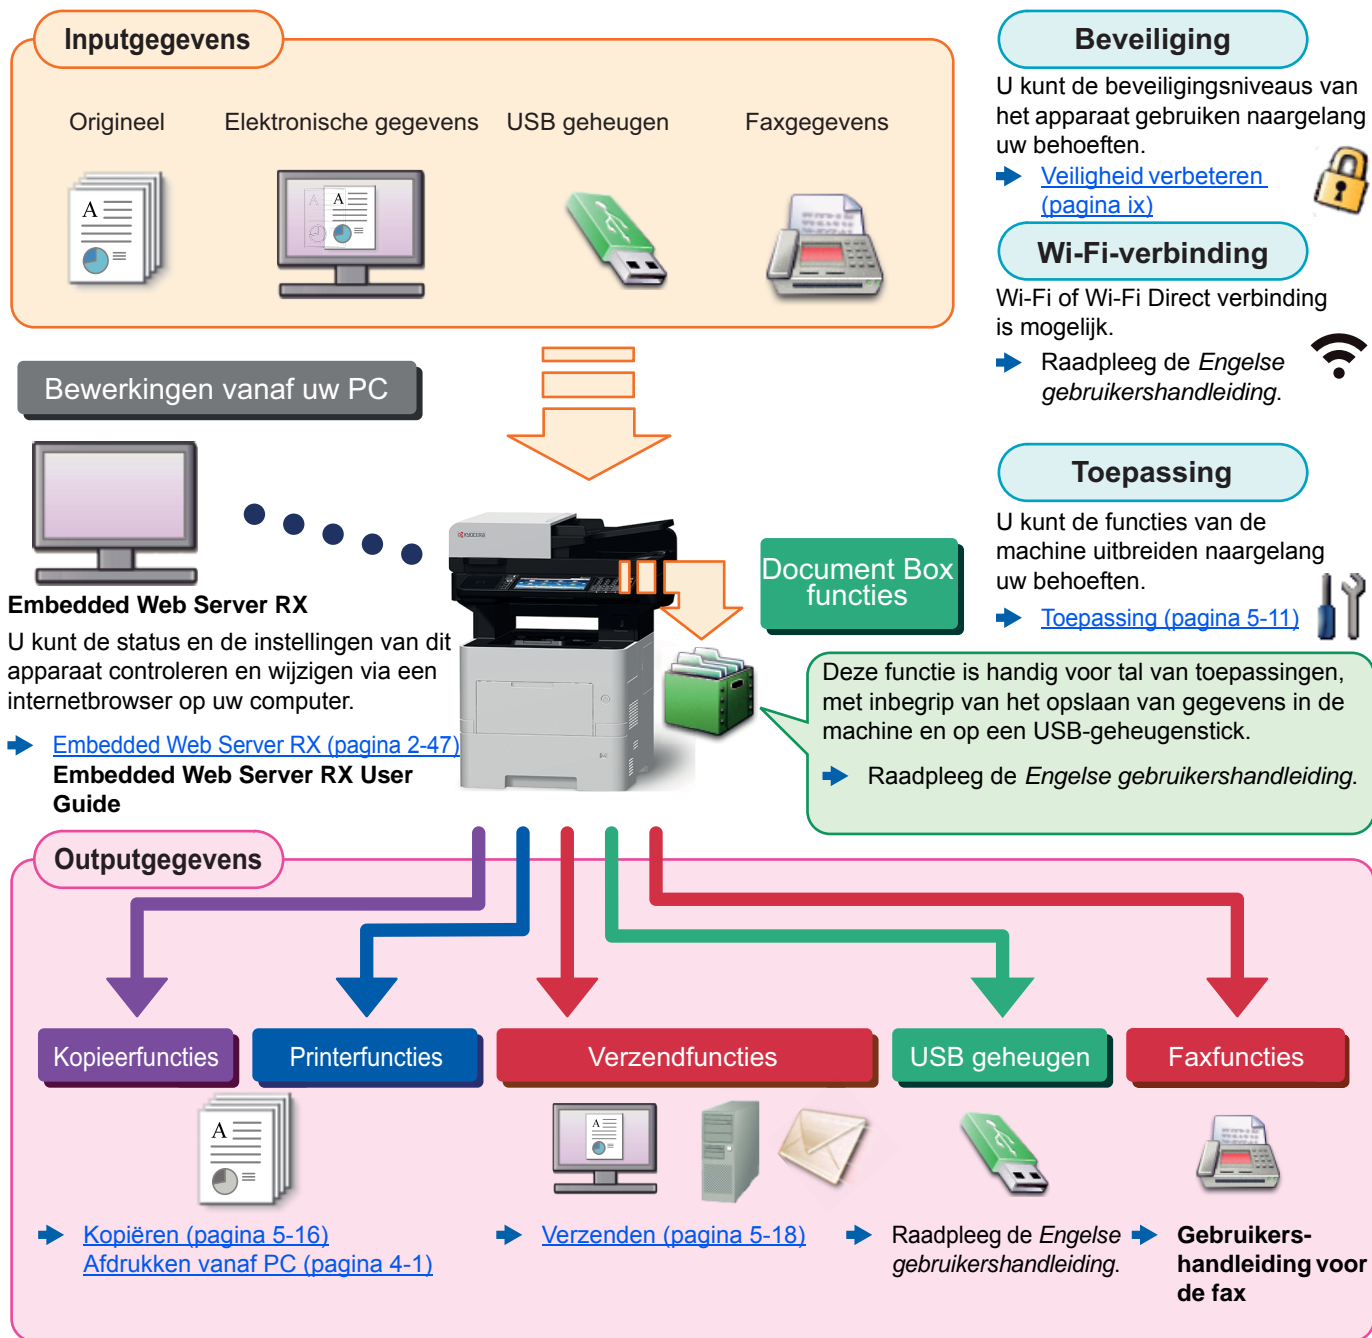 Inputgegevens
Origineel
Elektronische gegevens
USB geheugen
Faxgegevens
A
A
A
Beveiliging
U kunt de beveiligingsniveaus van
het apparaat gebruiken naargelang
uw behoeften.
Veiligheid verbeteren
(pagina ix)
Wi-Fi-verbinding
Wi-Fi of Wi-Fi Direct verbinding
is mogelijk.
Raadpleeg de Engelse
gebruikershandleiding.
Toepassing
U kunt de functies van de
machine uitbreiden naargelang
uw behoeften.
Toepassing (pagina 5-11)
Bewerkingen vanaf uw PC
Embedded Web Server RX
U kunt de status en de instellingen van dit
apparaat controleren en wijzigen via een
internetbrowser op uw computer.
Embedded Web Server RX (pagina 2-47)
Embedded Web Server RX User
Guide
KYOCERA
Document Box
functies
Deze functie is handig voor tal van toepassingen,
met inbegrip van het opslaan van gegevens in de
machine en op een USB-geheugenstick.
Raadpleeg de Engelse gebruikershandleiding.
Outputgegevens
Kopieerfuncties
Printerfuncties
Verzendfuncties
USB geheugen
Faxfuncties
A
A
Kopiëren (pagina 5-16)
Afdrukken vanaf PC (pagina 4-1)
Verzenden (pagina 5-18)
Raadpleeg de Engelse
gebruikershandleiding.
Gebruikers-
handleiding voor
de fax